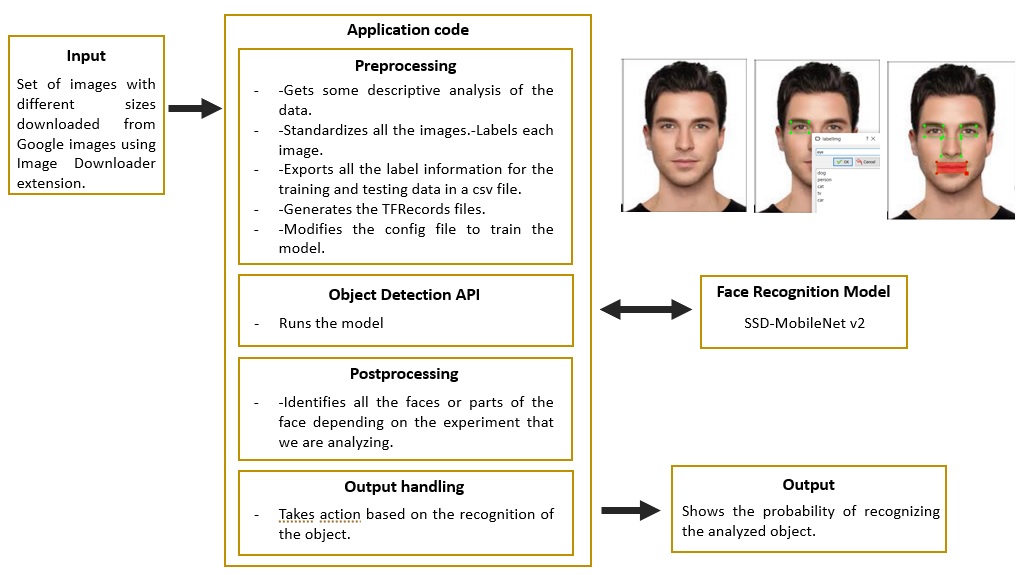 Input
Set of images with
different sizes
downloaded from
Google images using
Image Downloader
extension.
Application code
Preprocessing
- -Gets some descriptive analysis of the
data.
- -Standardizes all the images.-Labels each
image.
- -Exports all the label information for the
training and testing data in a csv file.
- -Generates the TFRecords files.
- -Modifies the config file to train the
model.
labelImg
eye
OK Cancel
dog
person
cat
tv
car
Object Detection API
- Runs the model
Face Recognition Model
SSD-MobileNet v2
Postprocessing
- -Identifies all the faces or parts of the
face depending on the experiment that
we are analyzing.
Output handling
- Takes action based on the recognition of
the object.
Output
Shows the probability of recognizing
the analyzed object.